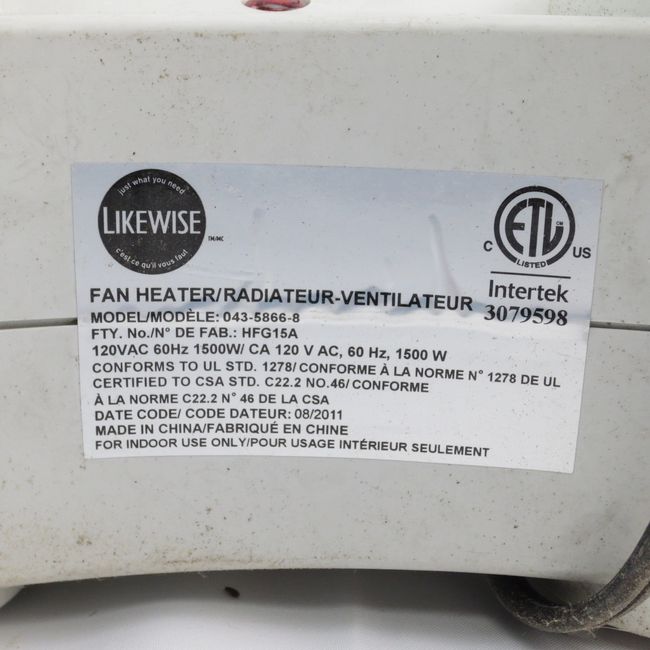 just what you need
LIKEWISE
TM/MC
c'est ce qu'il vous faut
ETL
CM
LISTED
C
US
Intertek
3079598
FAN HEATER/RADIATEUR-VENTILATEUR
MODEL/MODÈLE: 043-5866-8
FTY. No./N° DE FAB.: HFG15A
120VAC 60Hz 1500W/ CA 120 V AC, 60 Hz, 1500 W
CONFORMS TO UL STD. 1278/ CONFORME À LA NORME N° 1278 DE UL
CERTIFIED TO CSA STD. C22.2 NO.46/ CONFORME
À LA NORME C22.2 N° 46 DE LA CSA
DATE CODE/ CODE DATEUR: 08/2011
MADE IN CHINA/FABRIQUÉ EN CHINE
FOR INDOOR USE ONLY/POUR USAGE INTÉRIEUR SEULEMENT